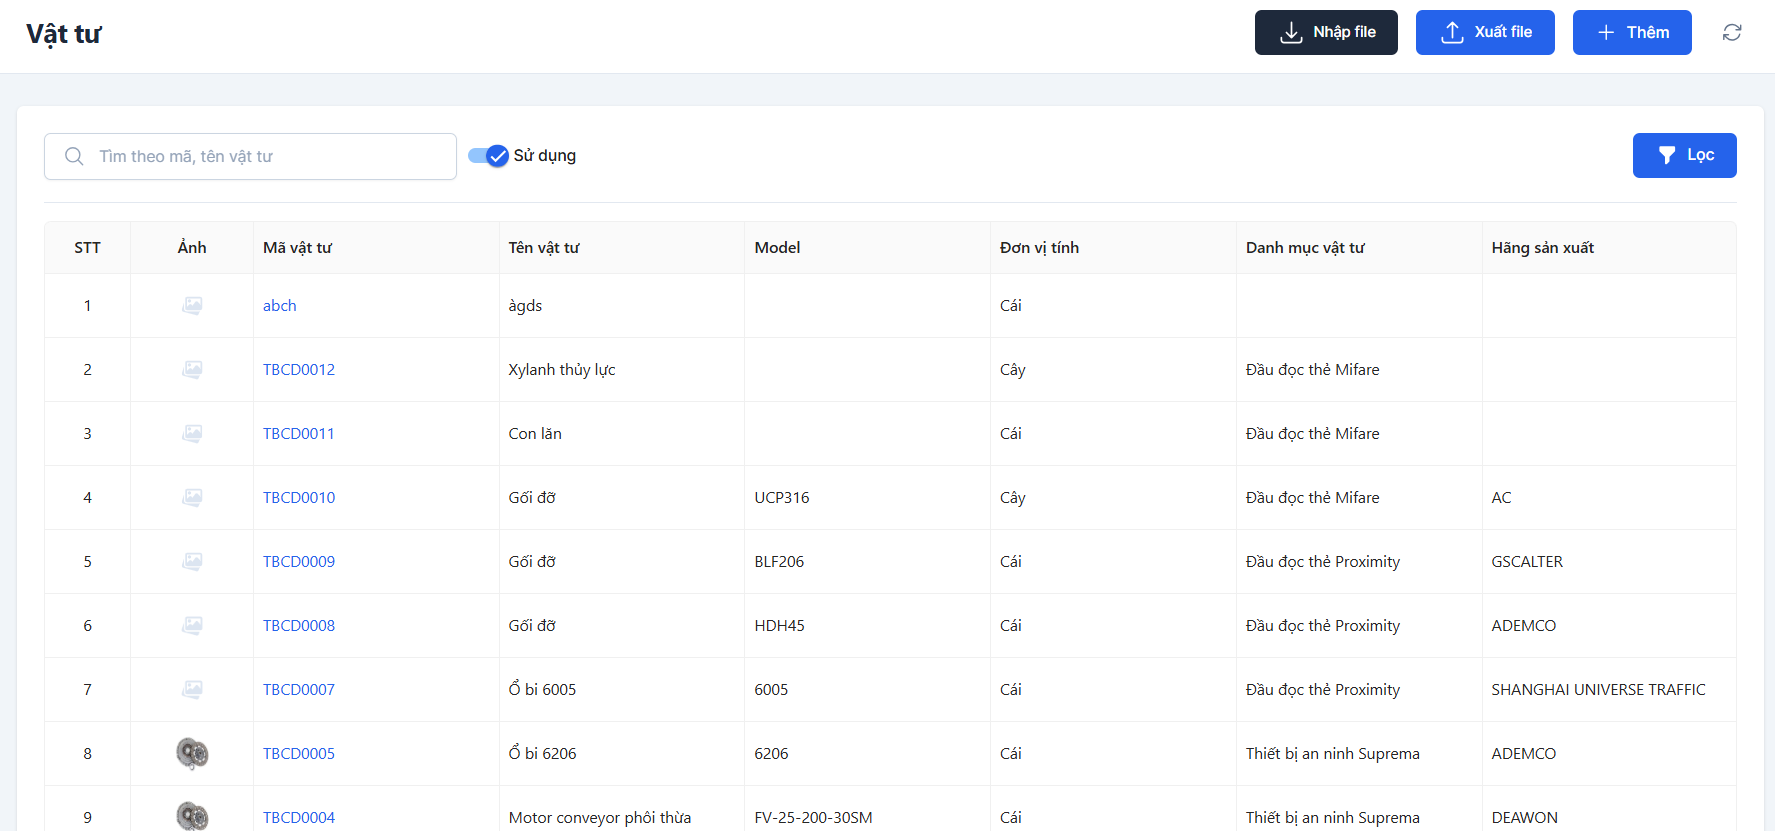 Vật tư
Nhập file
Xuất file
Thêm
Tìm theo mã, tên vật tư
Sử dụng
Lọc
STT Ảnh Mã vật tư Tên vật tư Model Đơn vị tính Danh mục vật tư Hãng sản xuất
1 abch àgds Cái
2 TBCD0012 Xylanh thủy lực Cây Đầu đọc thẻ Mifare
3 TBCD0011 Con lăn Cái Đầu đọc thẻ Mifare
4 TBCD0010 Gối đỡ UCP316 Cây Đầu đọc thẻ Mifare AC
5 TBCD0009 Gối đỡ BLF206 Cái Đầu đọc thẻ Proximity GSCALTER
6 TBCD0008 Gối đỡ HDH45 Cái Đầu đọc thẻ Proximity ADEMCO
7 TBCD0007 Ổ bi 6005 6005 Cái Đầu đọc thẻ Proximity SHANGHAI UNIVERSE TRAFFIC
8 TBCD0005 Ổ bi 6206 6206 Cái Thiết bị an ninh Suprema ADEMCO
9 TBCD0004 Motor conveyor phôi thừa FV-25-200-30SM Cái Thiết bị an ninh Suprema DEAWON